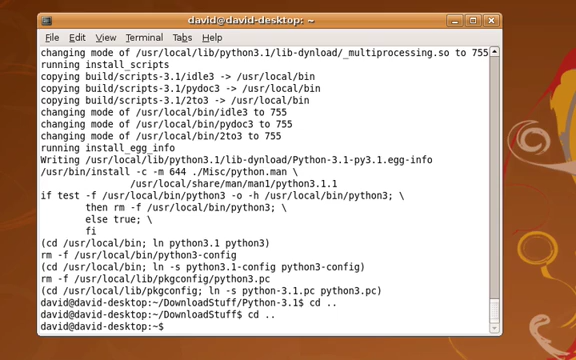 david@david-desktop: ~
File Edit View Terminal Tabs Help
changing mode of /usr/local/lib/python3.1/lib-dynload/_multiprocessing.so to 755
running install_scripts
copying build/scripts-3.1/idle3 -> /usr/local/bin
copying build/scripts-3.1/pydoc3 -> /usr/local/bin
copying build/scripts-3.1/2to3 -> /usr/local/bin
changing mode of /usr/local/bin/idle3 to 755
changing mode of /usr/local/bin/pydoc3 to 755
changing mode of /usr/local/bin/2to3 to 755
running install_egg_info
Writing /usr/local/lib/python3.1/lib-dynload/Python-3.1-py3.1.egg-info
/usr/bin/install -c -m 644 ./Misc/python.man \
/usr/local/share/man/man1/python3.1.1
if test -f /usr/local/bin/python3 -o -h /usr/local/bin/python3; \
then rm -f /usr/local/bin/python3; \
else true; \
fi
(cd /usr/local/bin; ln python3.1 python3)
rm -f /usr/local/bin/python3-config
(cd /usr/local/bin; ln -s python3.1-config python3-config)
rm -f /usr/local/lib/pkgconfig/python3.pc
(cd /usr/local/lib/pkgconfig; ln -s python-3.1.pc python3.pc)
david@david-desktop:~/DownloadStuff/Python-3.1$ cd ..
david@david-desktop:~/DownloadStuff$ cd ..
david@david-desktop:~$